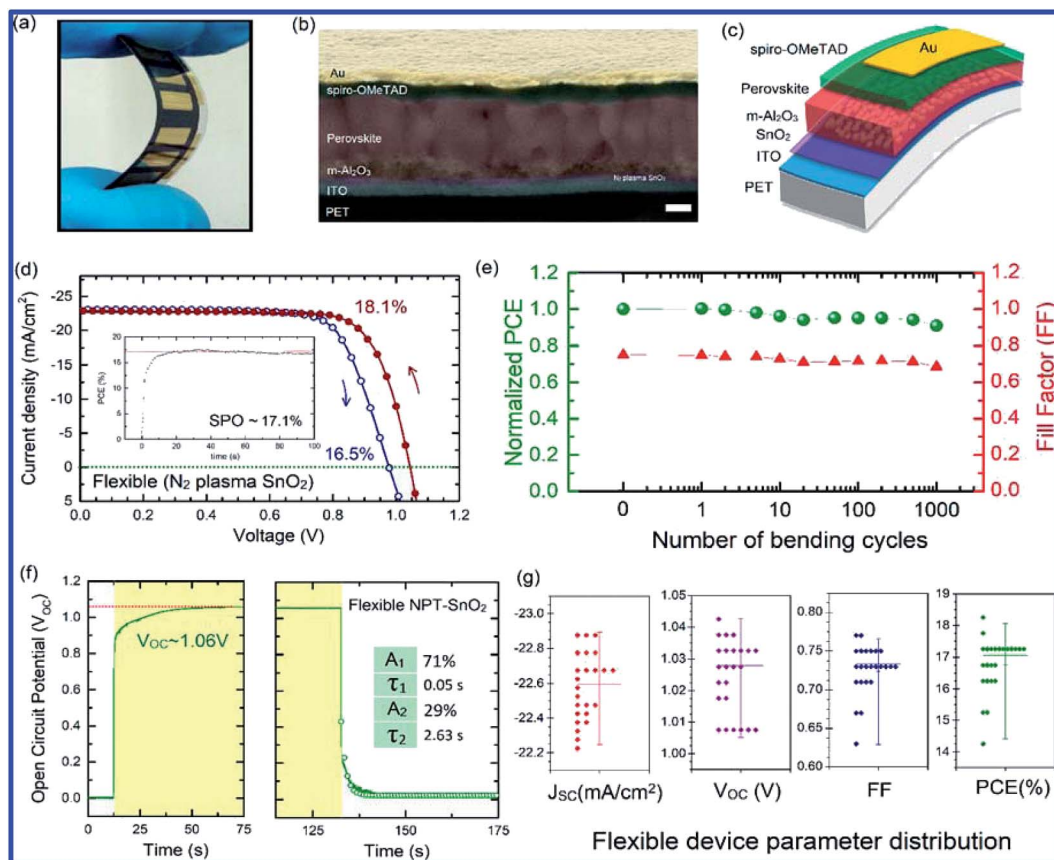 (a)
(b)
Au
spiro-OMeTAD
Perovskite
m-Al₂O₃
N₂ plasma SnO₂
ITO
PET
(c)
spiro-OMeTAD
Au
Perovskite
m-Al₂O₃
SnO₂
ITO
PET
(d)
Current density (mA/cm²)
-25
-20
-15
-10
-5
0
5
18.1%
16.5%
20
15
10
5
0
PCE (%)
SPO ~ 17.1%
0 20 40 60 80 100
time (s)
Flexible (N₂ plasma SnO₂)
0.0 0.2 0.4 0.6 0.8 1.0 1.2
Voltage (V)
(e)
Normalized PCE
1.2
1.0
0.8
0.6
0.4
0.2
0.0
1.2
1.0
0.8
0.6
0.4
0.2
0.0
Fill Factor (FF)
0 1 10 100 1000
Number of bending cycles
(f)
Open Circuit Potential (VOC)
1.2
1.0
0.8
0.6
0.4
0.2
0.0
VOC~1.06V
0 25 50 75
Time (s)
Flexible NPT-SnO₂
A₁ 71%
τ₁ 0.05 s
A₂ 29%
τ₂ 2.63 s
125 150 175
Time (s)
(g)
-23.0
-22.8
-22.6
-22.4
-22.2
JSC(mA/cm²)
1.05
1.04
1.03
1.02
1.01
1.00
VOC (V)
0.80
0.75
0.70
0.65
0.60
FF
19
18
17
16
15
14
13
PCE(%)
Flexible device parameter distribution